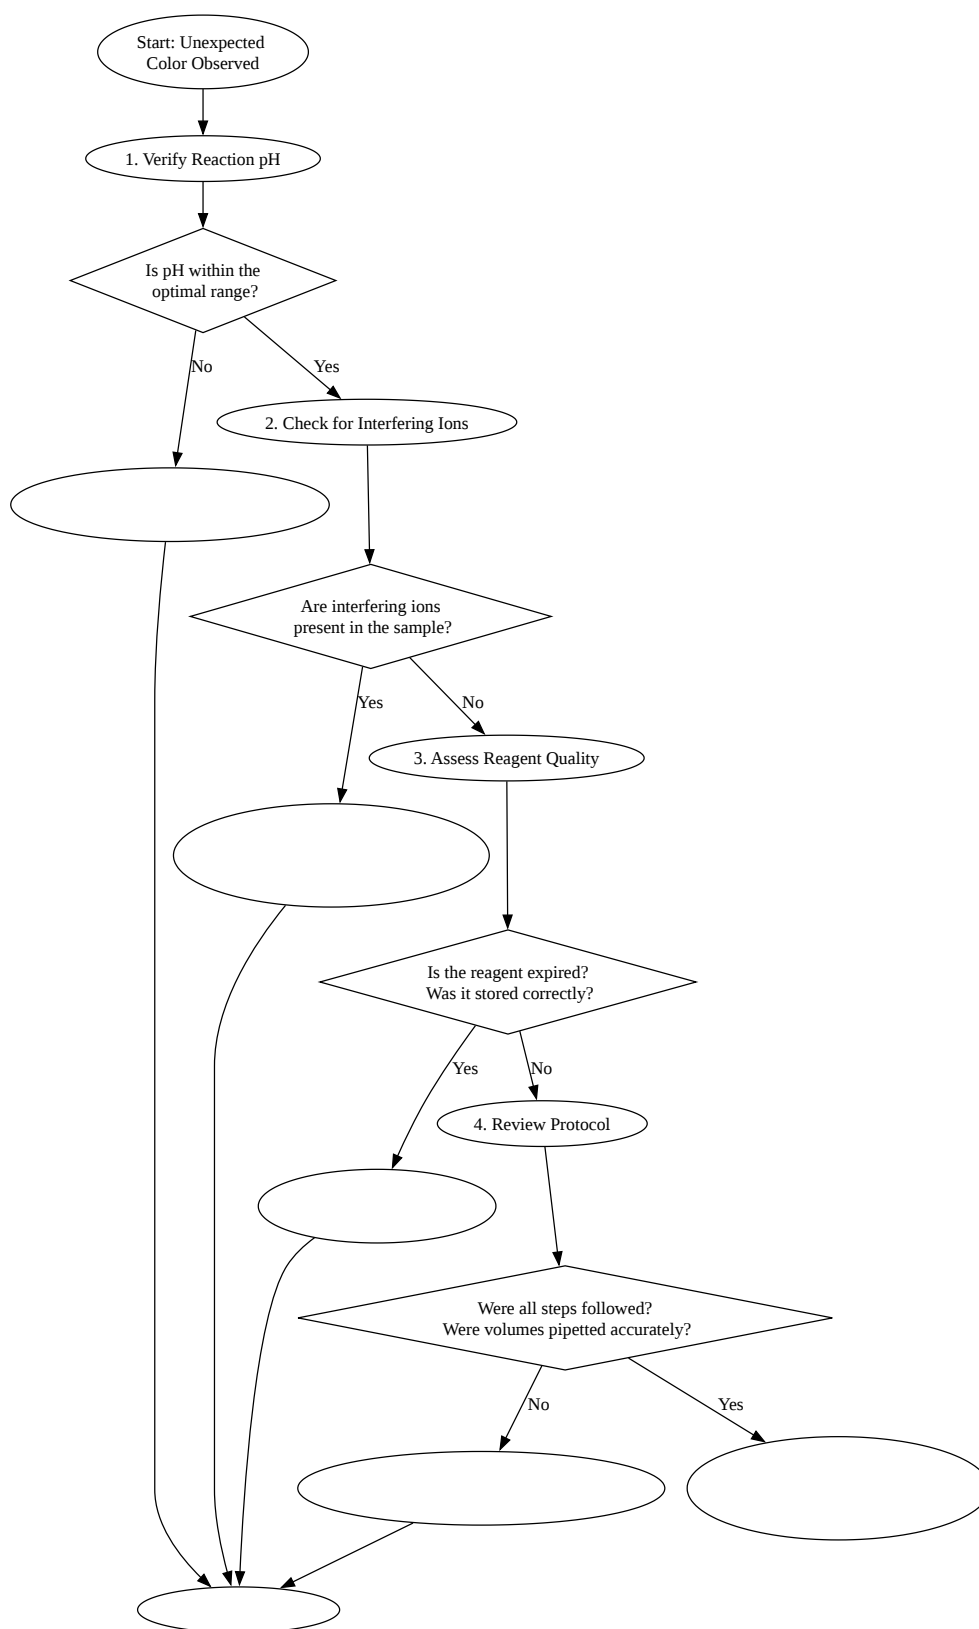 Start: Unexpected
Color Observed
1. Verify Reaction pH
Is pH within the
optimal range?
No
Yes
2. Check for Interfering Ions
Are interfering ions
present in the sample?
Yes
No
3. Assess Reagent Quality
Is the reagent expired?
Was it stored correctly?
Yes
No
4. Review Protocol
Were all steps followed?
Were volumes pipetted accurately?
No
Yes